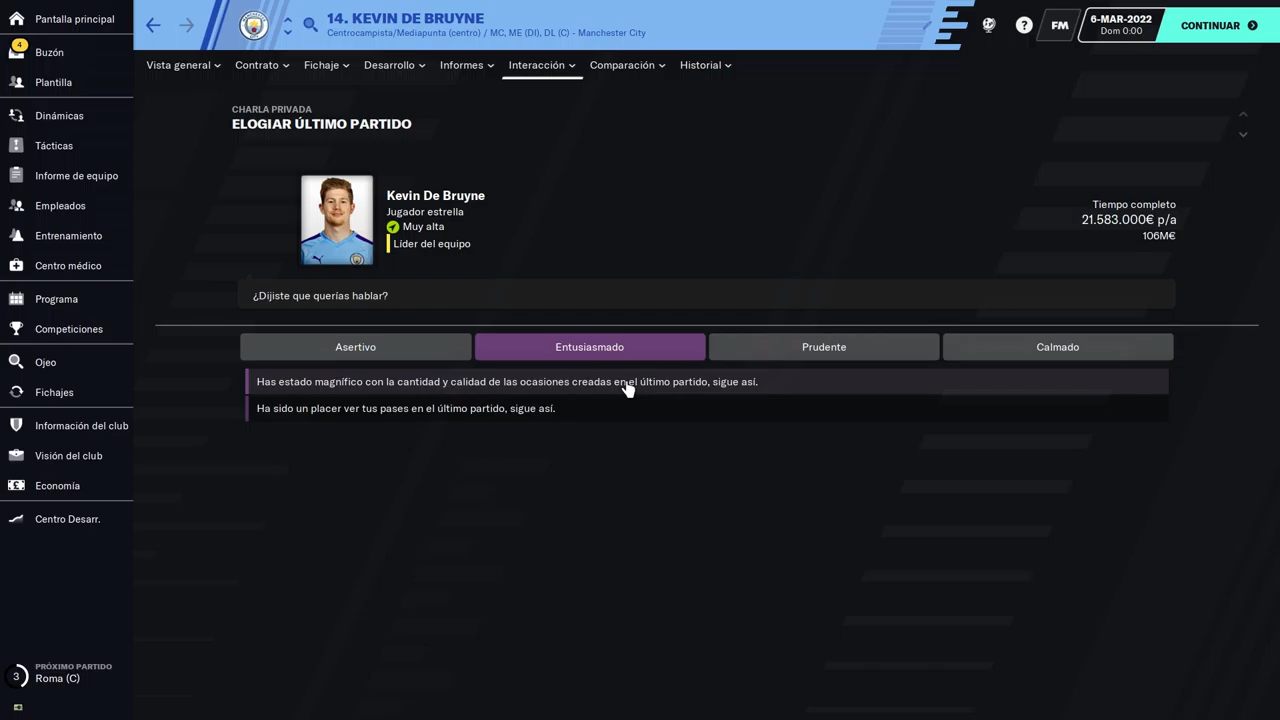 Pantalla principal
4
Buzón
Plantilla
Dinámicas
Tácticas
Informe de equipo
Empleados
Entrenamiento
Centro médico
Programa
Competiciones
Ojeo
Fichajes
Información del club
Visión del club
Economía
Centro Desarr.
3
PRÓXIMO PARTIDO
Roma (C)
14. KEVIN DE BRUYNE
Centrocampista/Mediapunta (centro) / MC, ME (DI), DL (C) - Manchester City
?
FM
6-MAR-2022
Dom 0:00
CONTINUAR
Vista general
Contrato
Fichaje
Desarrollo
Informes
Interacción
Comparación
Historial
CHARLA PRIVADA
ELOGIAR ÚLTIMO PARTIDO
Kevin De Bruyne
Jugador estrella
Muy alta
Líder del equipo
Tiempo completo
21.583.000€ p/a
106M€
¿Dijiste que querías hablar?
Asertivo
Entusiasmado
Prudente
Calmado
Has estado magnífico con la cantidad y calidad de las ocasiones creadas en el último partido, sigue así.
Ha sido un placer ver tus pases en el último partido, sigue así.